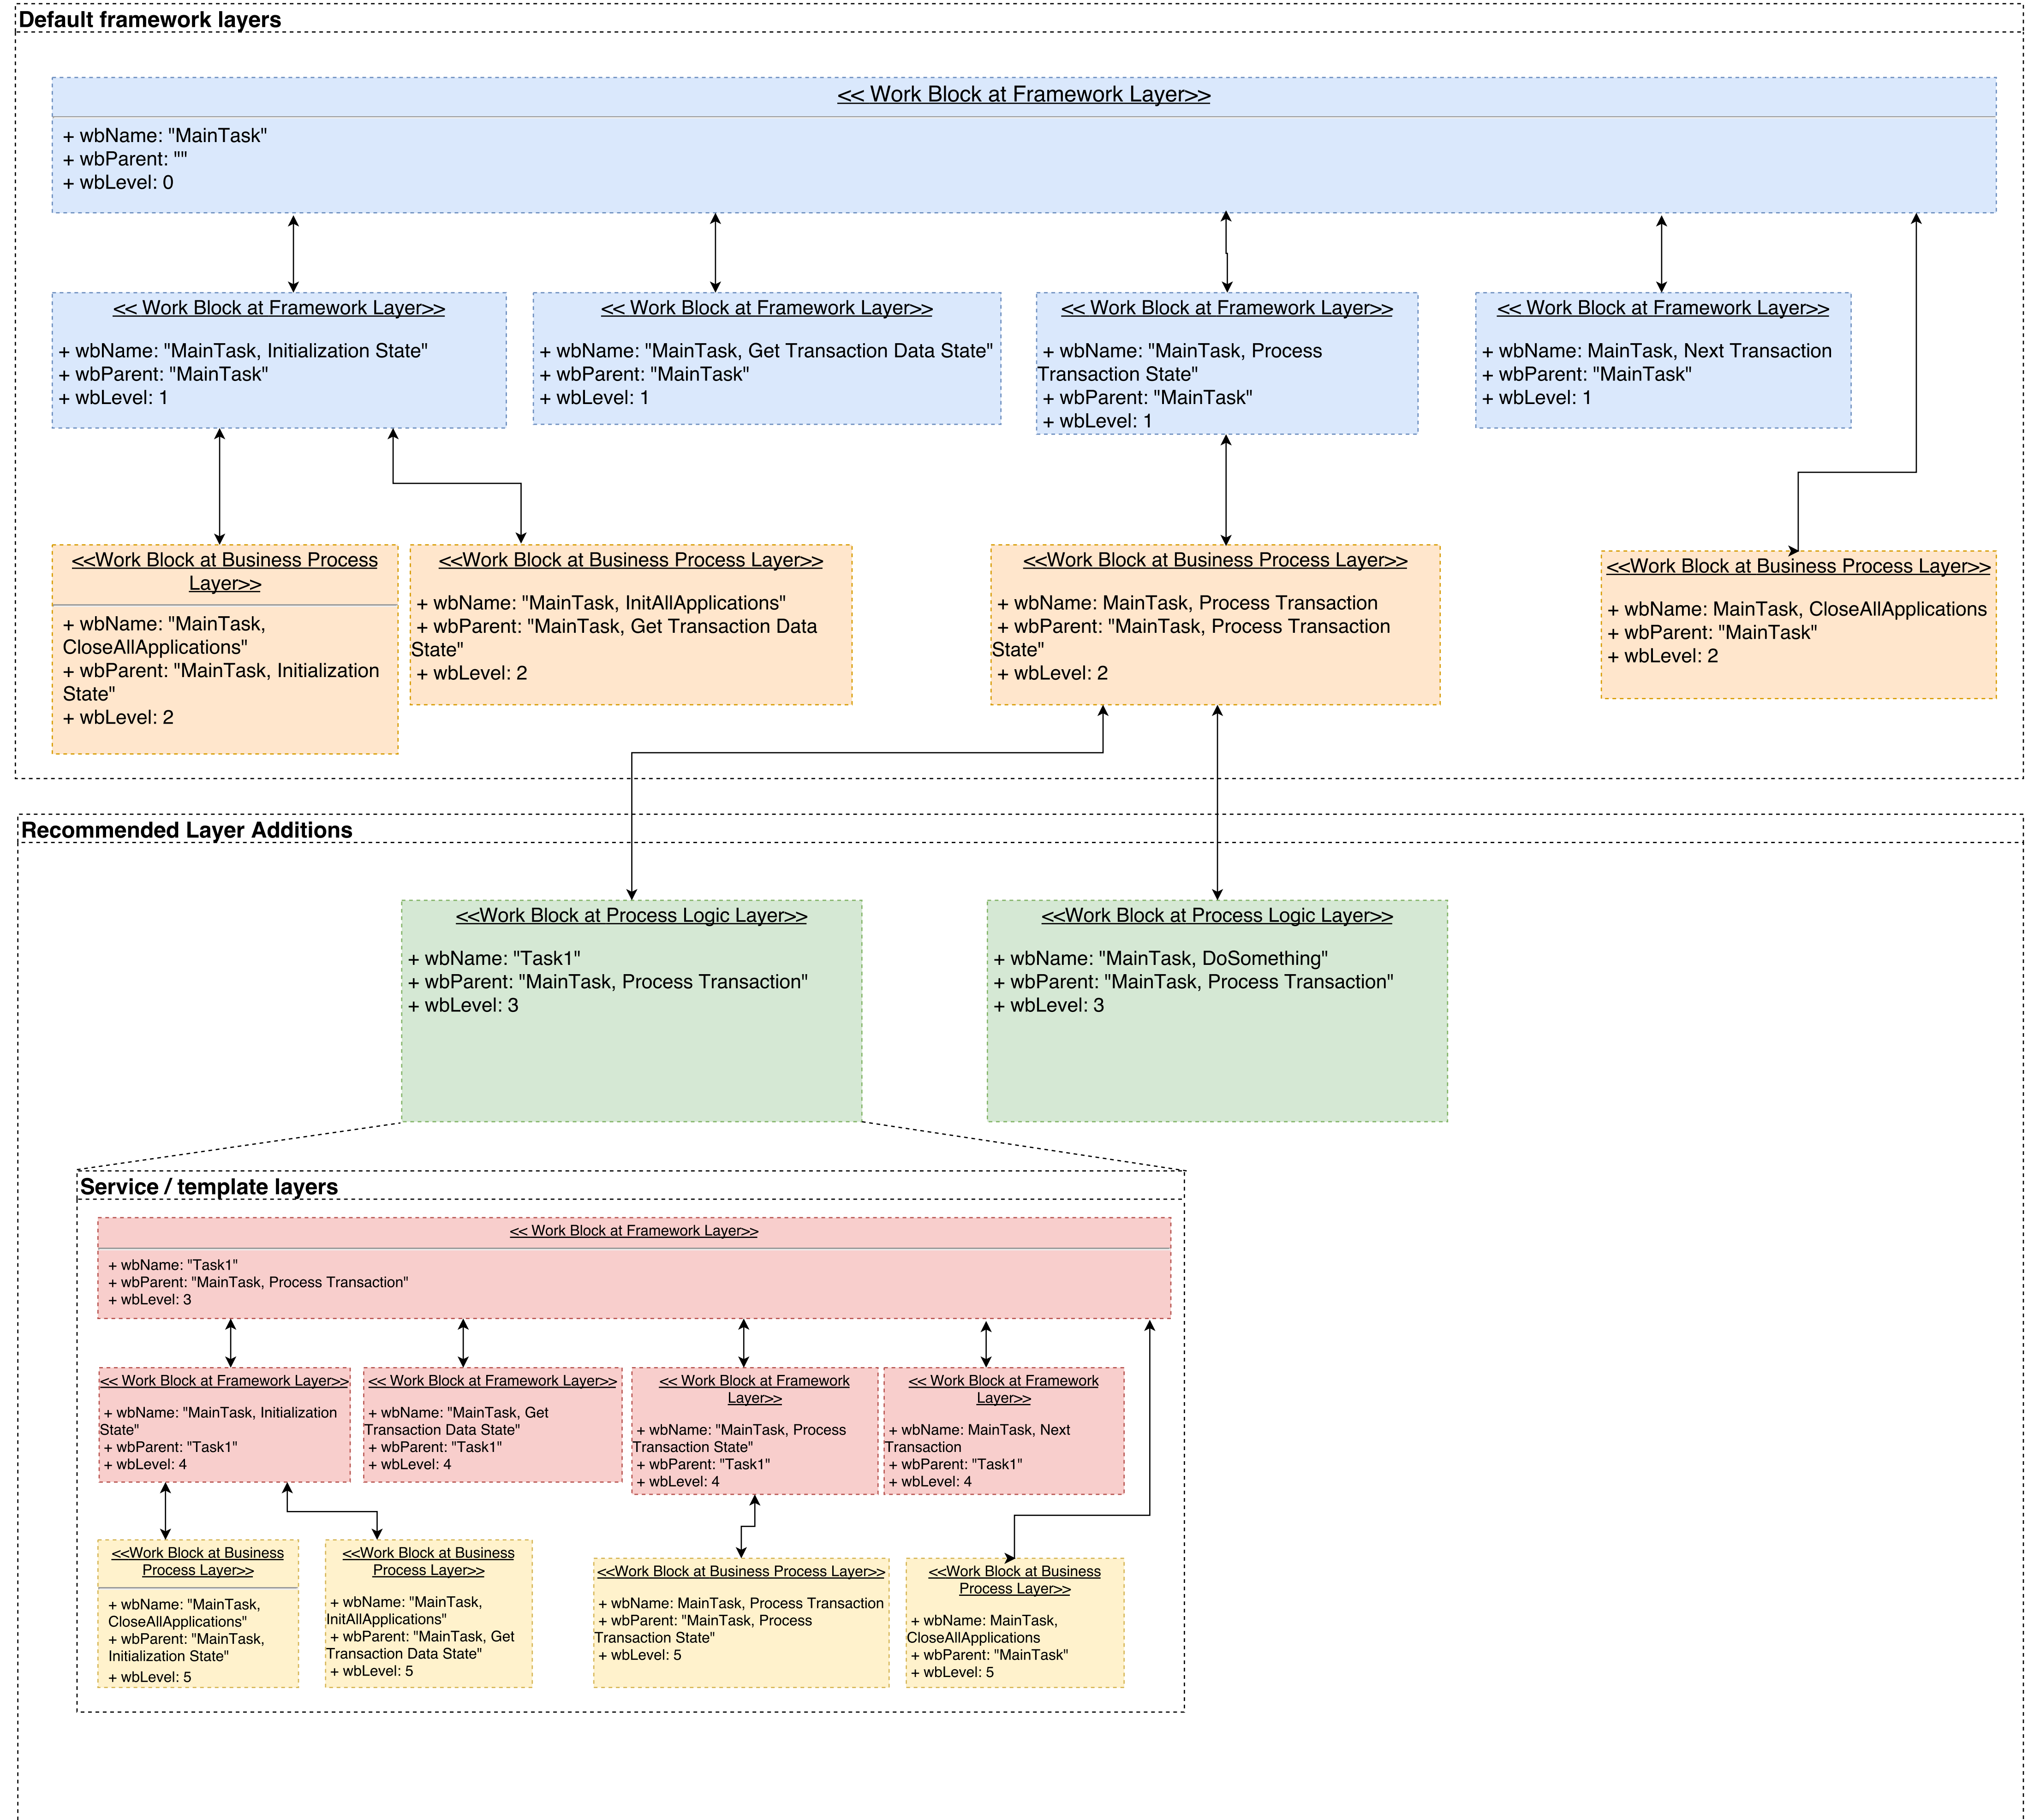 Default framework layers
<< Work Block at Framework Layer>>
+ wbName: "MainTask"
+ wbParent: ""
+ wbLevel: 0
<< Work Block at Framework Layer>>
+ wbName: "MainTask, Initialization State"
+ wbParent: "MainTask"
+ wbLevel: 1
<< Work Block at Framework Layer>>
+ wbName: "MainTask, Get Transaction Data State"
+ wbParent: "MainTask"
+ wbLevel: 1
<< Work Block at Framework Layer>>
+ wbName: "MainTask, Process
Transaction State"
+ wbParent: "MainTask"
+ wbLevel: 1
<< Work Block at Framework Layer>>
+ wbName: MainTask, Next Transaction
+ wbParent: "MainTask"
+ wbLevel: 1
<<Work Block at Business Process
Layer>>
+ wbName: "MainTask,
CloseAllApplications"
+ wbParent: "MainTask, Initialization
State"
+ wbLevel: 2
<<Work Block at Business Process Layer>>
+ wbName: "MainTask, InitAllApplications"
+ wbParent: "MainTask, Get Transaction Data
State"
+ wbLevel: 2
<<Work Block at Business Process Layer>>
+ wbName: MainTask, Process Transaction
+ wbParent: "MainTask, Process Transaction
State"
+ wbLevel: 2
<<Work Block at Business Process Layer>>
+ wbName: MainTask, CloseAllApplications
+ wbParent: "MainTask"
+ wbLevel: 2
Recommended Layer Additions
<<Work Block at Process Logic Layer>>
+ wbName: "Task1"
+ wbParent: "MainTask, Process Transaction"
+ wbLevel: 3
<<Work Block at Process Logic Layer>>
+ wbName: "MainTask, DoSomething"
+ wbParent: "MainTask, Process Transaction"
+ wbLevel: 3
Service / template layers
<< Work Block at Framework Layer>>
+ wbName: "Task1"
+ wbParent: "MainTask, Process Transaction"
+ wbLevel: 3
<< Work Block at Framework Layer>>
+ wbName: "MainTask, Initialization
State"
+ wbParent: "Task1"
+ wbLevel: 4
<< Work Block at Framework Layer>>
+ wbName: "MainTask, Get
Transaction Data State"
+ wbParent: "Task1"
+ wbLevel: 4
<< Work Block at Framework
Layer>>
+ wbName: "MainTask, Process
Transaction State"
+ wbParent: "Task1"
+ wbLevel: 4
<< Work Block at Framework
Layer>>
+ wbName: MainTask, Next
Transaction
+ wbParent: "Task1"
+ wbLevel: 4
<<Work Block at Business
Process Layer>>
+ wbName: "MainTask,
CloseAllApplications"
+ wbParent: "MainTask,
Initialization State"
+ wbLevel: 5
<<Work Block at Business
Process Layer>>
+ wbName: "MainTask,
InitAllApplications"
+ wbParent: "MainTask, Get
Transaction Data State"
+ wbLevel: 5
<<Work Block at Business Process Layer>>
+ wbName: MainTask, Process Transaction
+ wbParent: "MainTask, Process
Transaction State"
+ wbLevel: 5
<<Work Block at Business
Process Layer>>
+ wbName: MainTask,
CloseAllApplications
+ wbParent: "MainTask"
+ wbLevel: 5